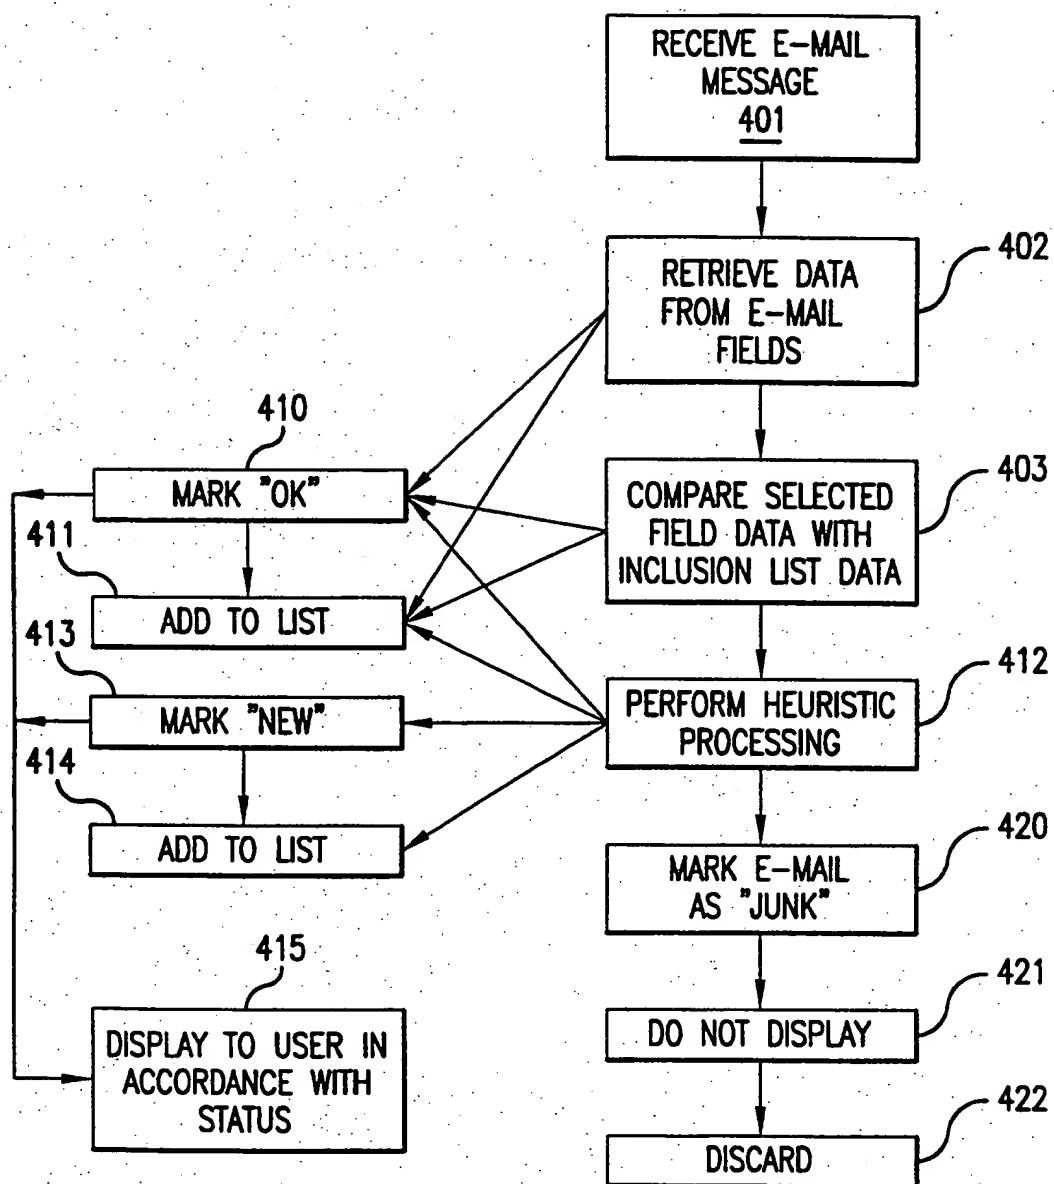 RECEIVE E-MAIL
MESSAGE
401
402
RETRIEVE DATA
FROM E-MAIL
FIELDS
410
MARK "OK"
403
COMPARE SELECTED
FIELD DATA WITH
INCLUSION LIST DATA
411
ADD TO LIST
413
MARK "NEW"
412
PERFORM HEURISTIC
PROCESSING
414
ADD TO LIST
420
MARK E-MAIL
AS "JUNK"
415
DISPLAY TO USER IN
ACCORDANCE WITH
STATUS
421
DO NOT DISPLAY
422
DISCARD